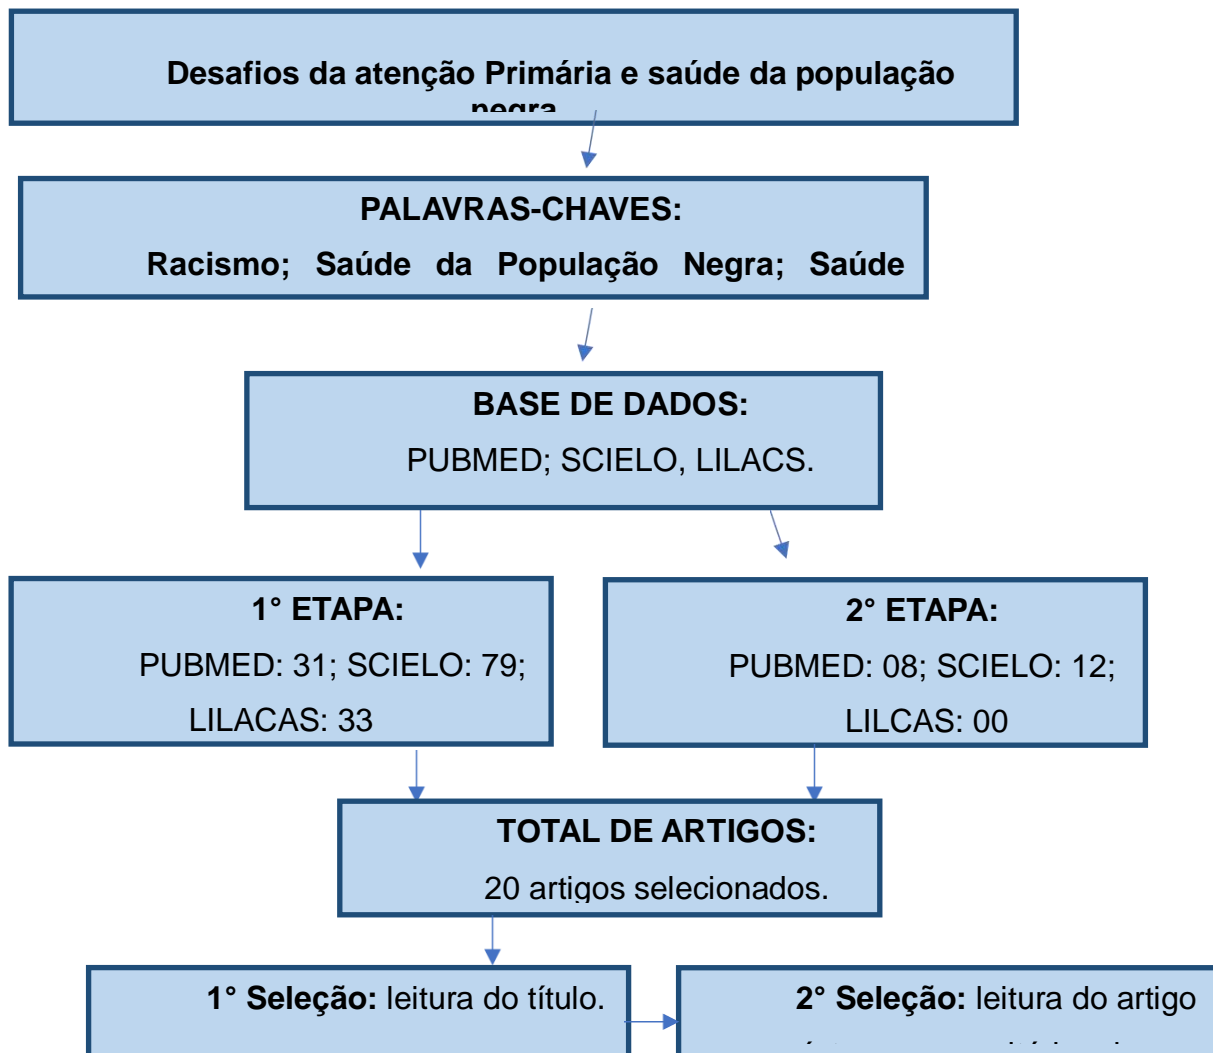 Desafios da atenção Primária e saúde da população
negra
PALAVRAS-CHAVES:
Racismo; Saúde da População Negra; Saúde
BASE DE DADOS:
PUBMED; SCIELO, LILACS.
1° ETAPA:
PUBMED: 31; SCIELO: 79;
LILACAS: 33
2° ETAPA:
PUBMED: 08; SCIELO: 12;
LILCAS: 00
TOTAL DE ARTIGOS:
20 artigos selecionados.
1° Seleção: leitura do título.
2° Seleção: leitura do artigo